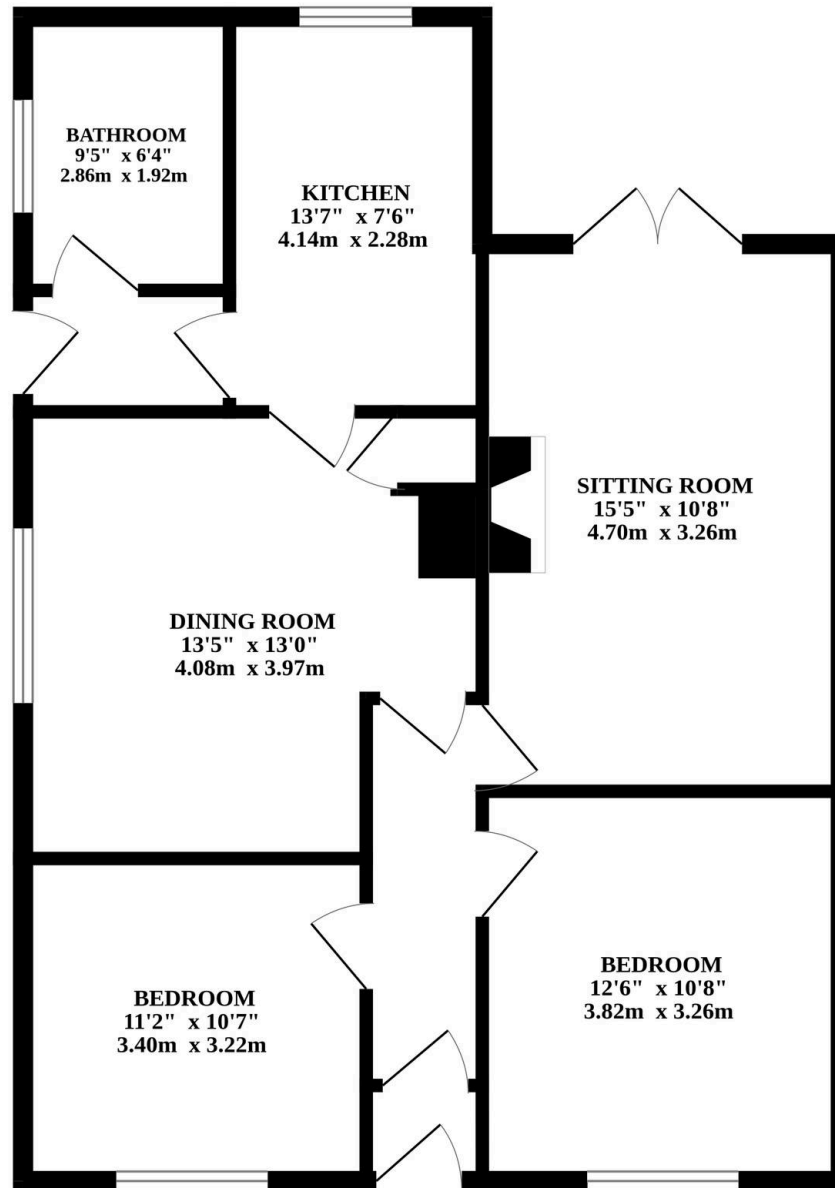 BATHROOM
9'5" x 6'4"
2.86m x 1.92m
KITCHEN
13'7" x 7'6"
4.14m x 2.28m
SITTING ROOM
15'5" x 10'8"
4.70m x 3.26m
DINING ROOM
13'5" x 13'0"
4.08m x 3.97m
BEDROOM
11'2" x 10'7"
3.40m x 3.22m
BEDROOM
12'6" x 10'8"
3.82m x 3.26m